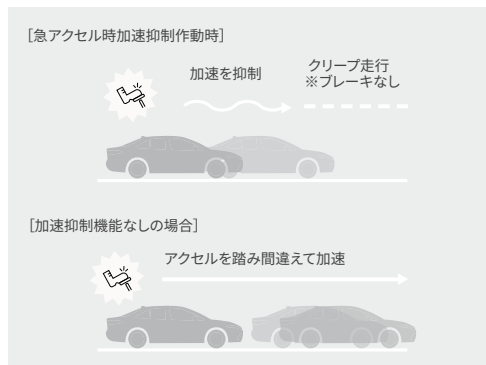 ［急アクセル時加速抑制作動時］
加速を抑制
クリープ走行
※ブレーキなし
［加速抑制機能なしの場合］
アクセルを踏み間違えて加速